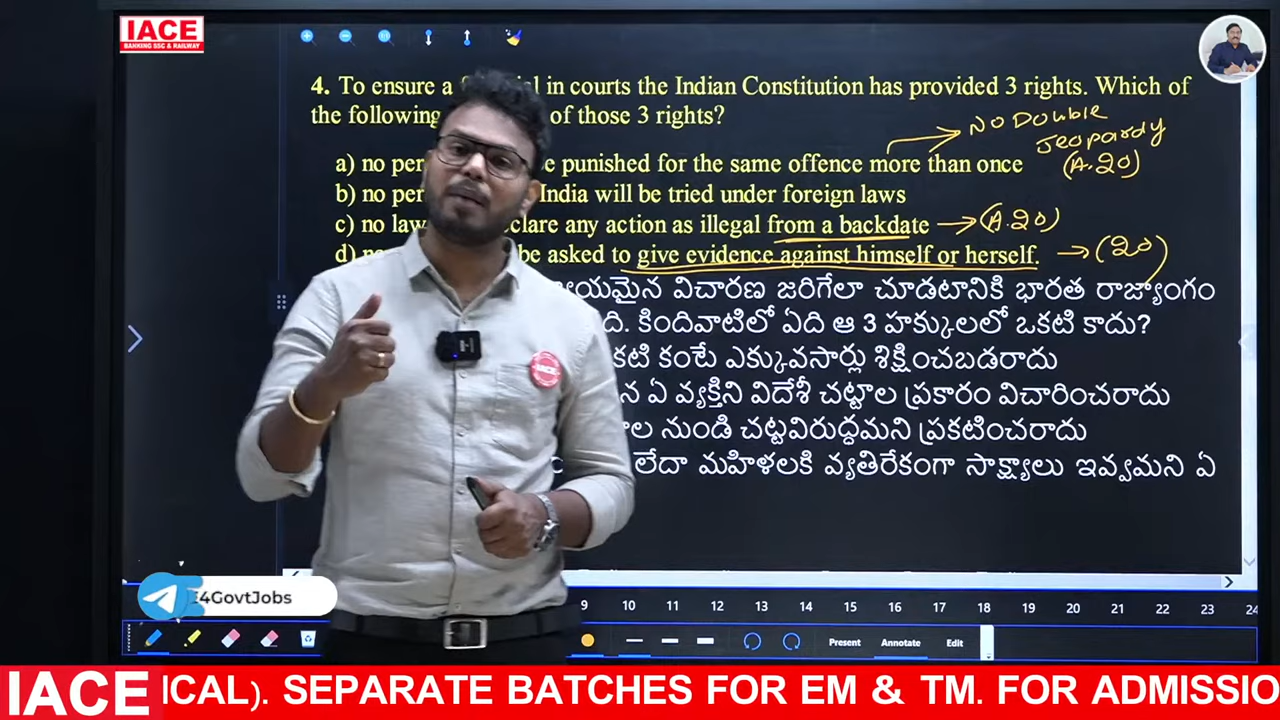 IACE
BANKING SSC & RAILWAY
4. To ensure a in courts the Indian Constitution has provided 3 rights. Which of
the following of those 3 rights?
a) no per e punished for the same offence more than once
b) no per India will be tried under foreign laws
c) no law clare any action as illegal from a backdate → (A.20)
d) be asked to give evidence against himself or herself. → (20)
NO DOUBLE
Jeopardy
(A.20)
యమైన విచారణ జరిగేలా చూడటానికి భారత రాజ్యాంగం
ది. కిందివాటిలో ఏది ఆ 3 హక్కులలో ఒకటి కాదు?
కటి కంటే ఎక్కువసార్లు శిక్షించబడరాదు
న ఏ వ్యక్తిని విదేశీ చట్టాల ప్రకారం విచారించరాదు
ాల నుండి చట్టవిరుద్ధమని ప్రకటించరాదు
లేదా మహిళలకి వ్యతిరేకంగా సాక్ష్యాలు ఇవ్వమని ఏ
IACE
E4GovtJobs
9 10 11 12 13 14 15 16 17 18 19 20 21 22 23 24
Present Annotate Edit
IACE ICAL). SEPARATE BATCHES FOR EM & TM. FOR ADMISSIO